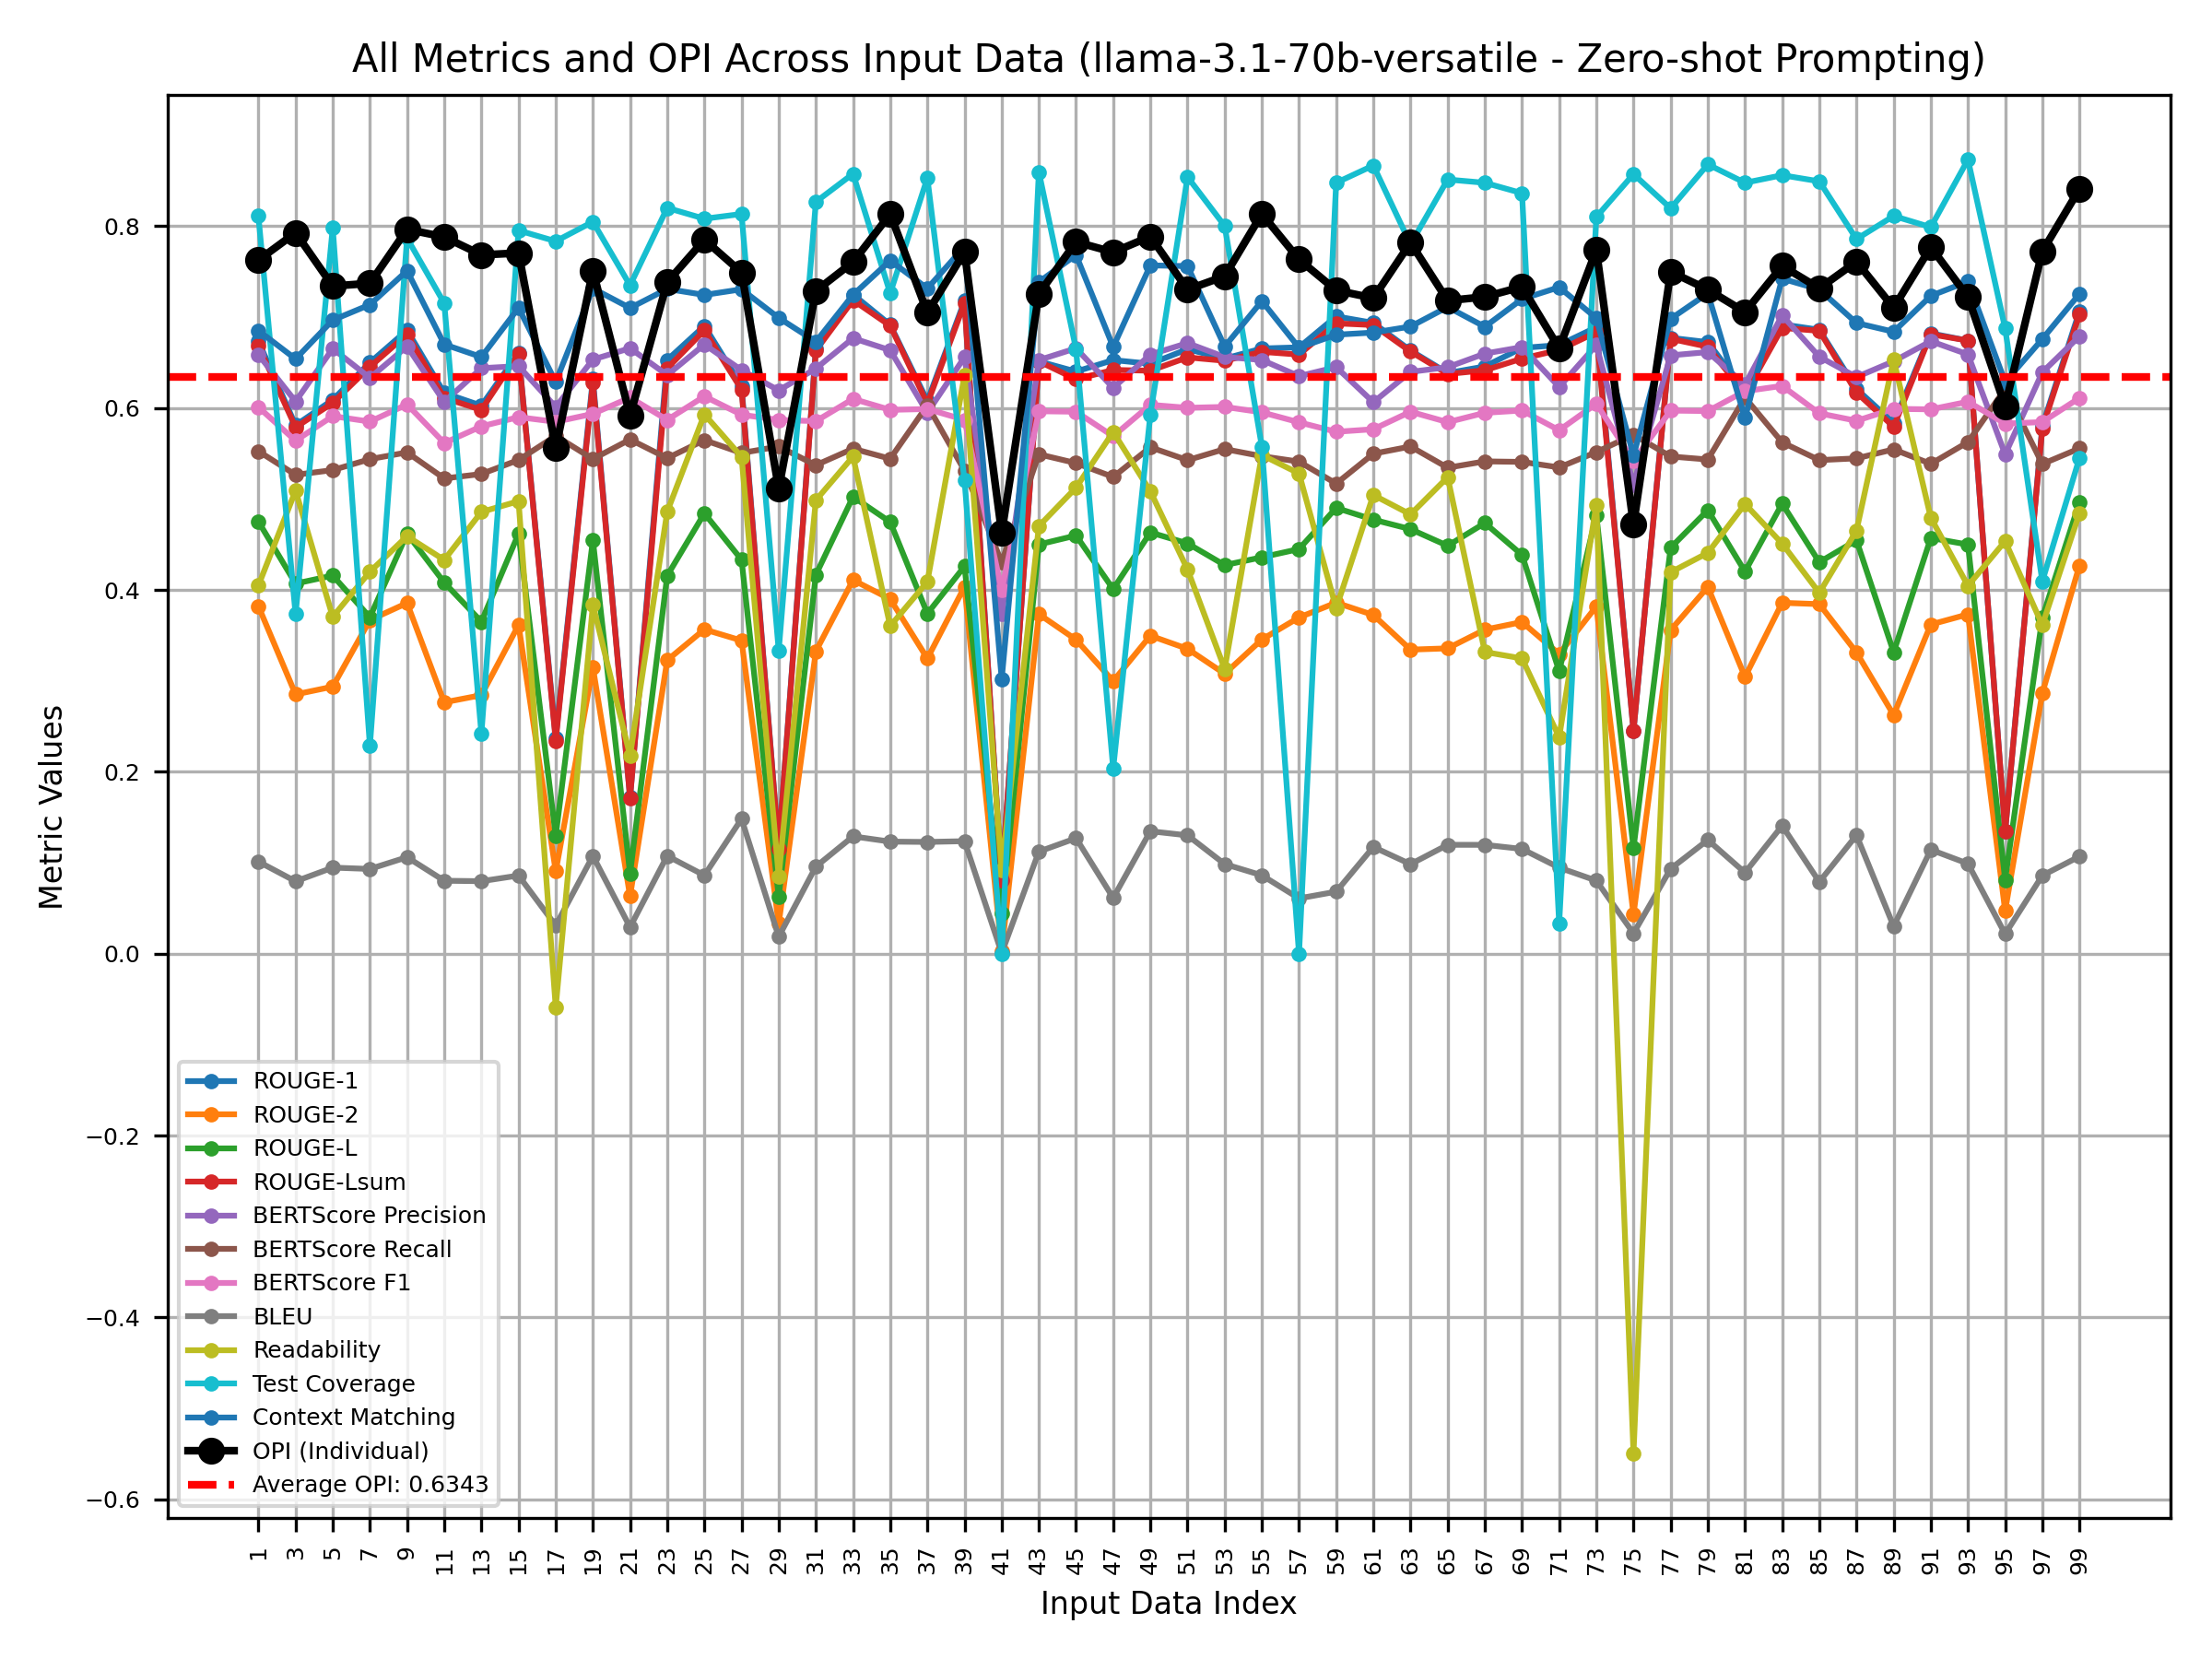 All Metrics and OPI Across Input Data (llama-3.1-70b-versatile - Zero-shot Prompting)
Metric Values
0.8
0.6
0.4
0.2
0.0
−0.2
−0.4
−0.6
ROUGE-1
ROUGE-2
ROUGE-L
ROUGE-Lsum
BERTScore Precision
BERTScore Recall
BERTScore F1
BLEU
Readability
Test Coverage
Context Matching
OPI (Individual)
Average OPI: 0.6343
1 3 5 7 9 11 13 15 17 19 21 23 25 27 29 31 33 35 37 39 41 43 45 47 49 51 53 55 57 59 61 63 65 67 69 71 73 75 77 79 81 83 85 87 89 91 93 95 97 99
Input Data Index